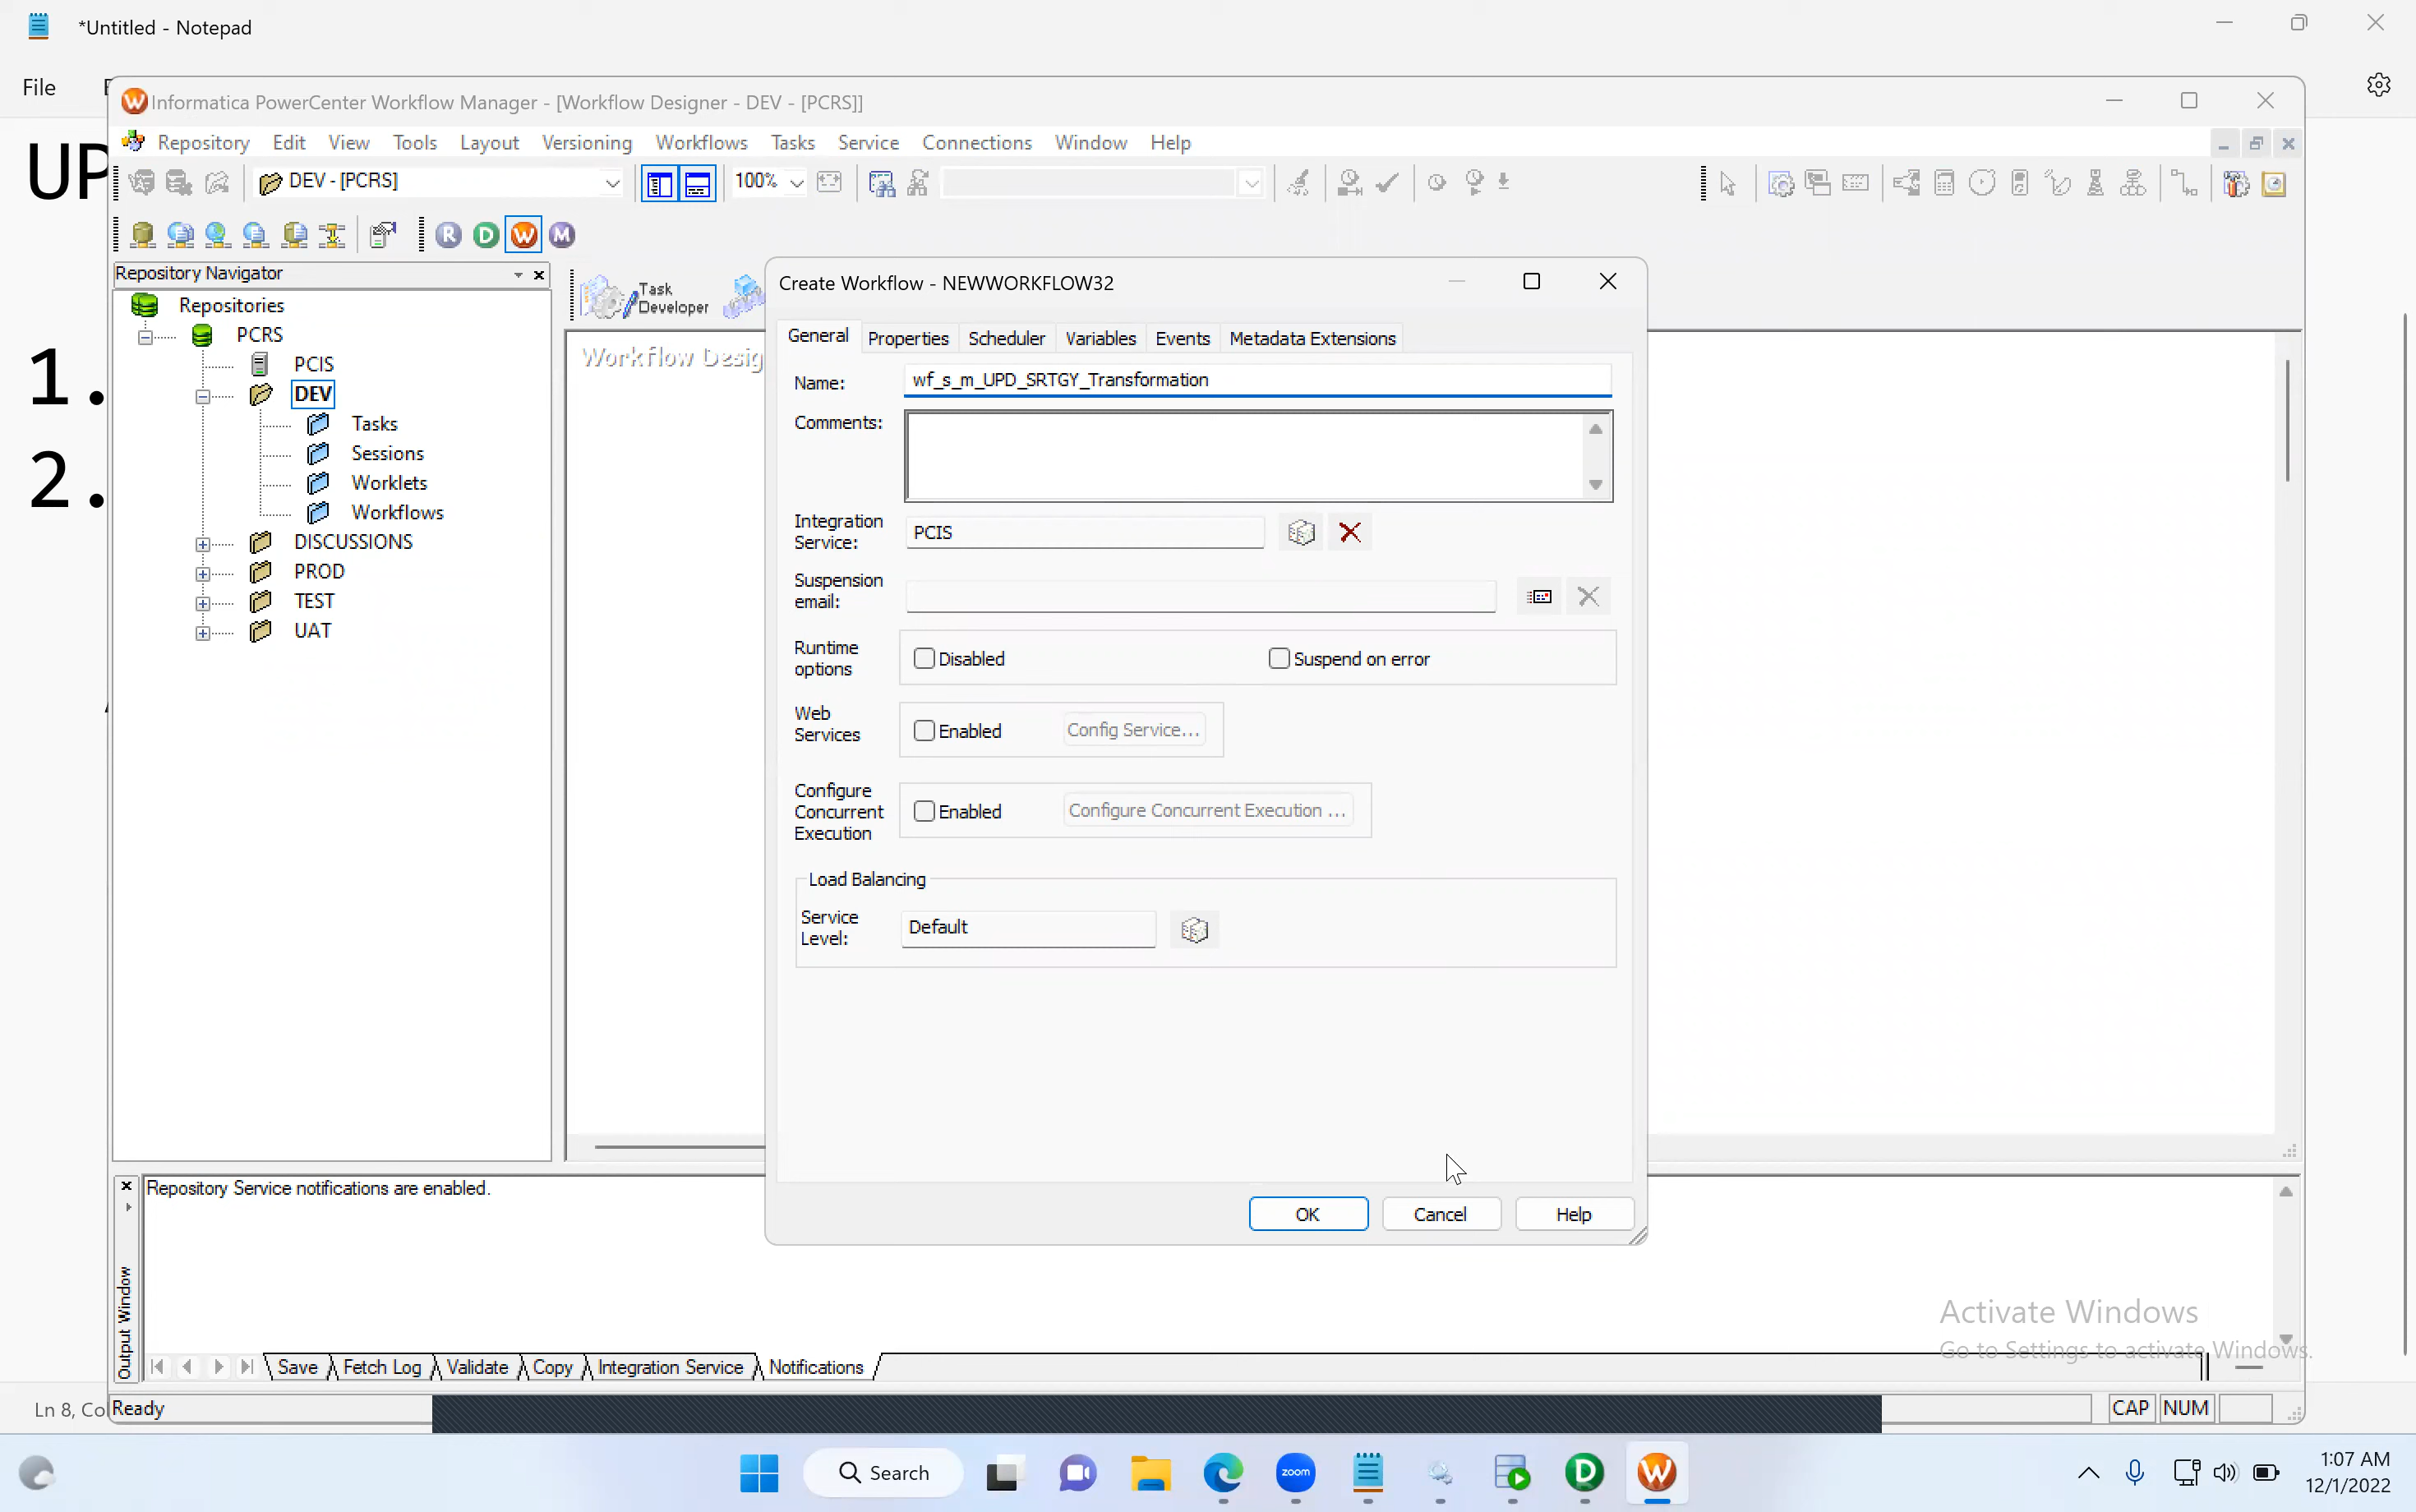 *Untitled - Notepad
File
UP
1.
2.
Informatica PowerCenter Workflow Manager - [Workflow Designer - DEV - [PCRS]]
Repository Edit View Tools Layout Versioning Workflows Tasks Service Connections Window Help
DEV - [PCRS]
100%
R D W M
Repository Navigator
Repositories
PCRS
PCIS
DEV
Tasks
Sessions
Worklets
Workflows
DISCUSSIONS
PROD
TEST
UAT
Task
Developer
Workflow Desig
Create Workflow - NEWWORKFLOW32
General Properties Scheduler Variables Events Metadata Extensions
Name: wf_s_m_UPD_SRTGY_Transformation
Comments:
Integration
Service: PCIS
Suspension
email:
Runtime
options
Disabled Suspend on error
Web
Services
Enabled Config Service...
Configure
Concurrent
Execution
Enabled Configure Concurrent Execution ...
Load Balancing
Service
Level: Default
OK Cancel Help
Repository Service notifications are enabled.
Output Window
Save Fetch Log Validate Copy Integration Service Notifications
Activate Windows
Go to Settings to activate Windows.
Ln 8, Co
Ready
CAP NUM
Search
zoom
D
W
1:07 AM
12/1/2022